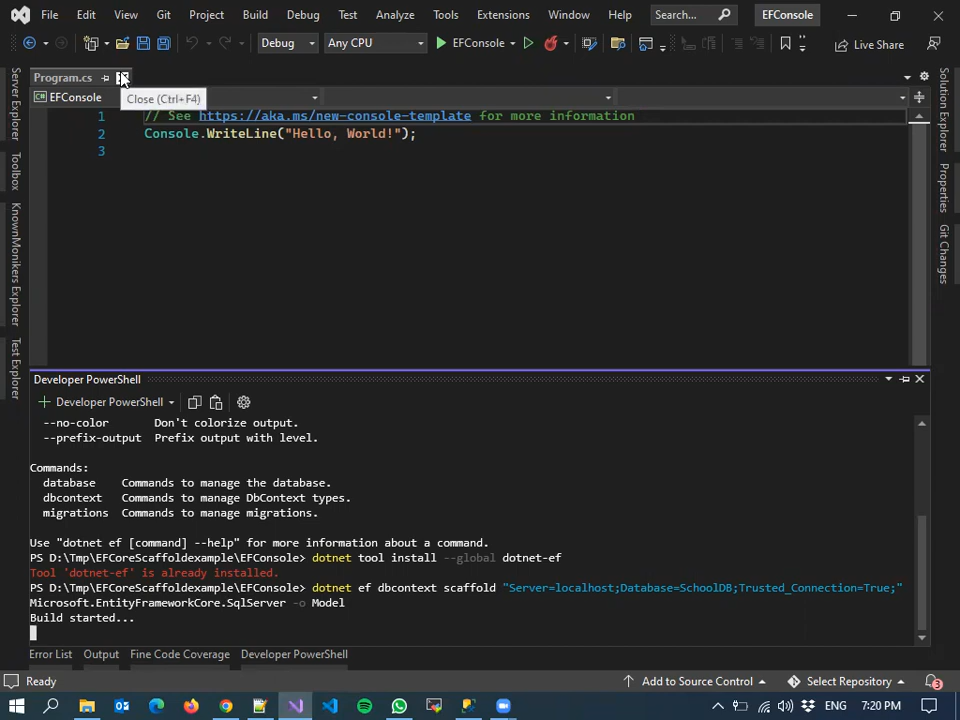 File Edit View Git Project Build Debug Test Analyze Tools Extensions Window Help Search... EFConsole
Debug Any CPU EFConsole Live Share
Program.cs
EFConsole
Close (Ctrl+F4)
1 // See https://aka.ms/new-console-template for more information
2 Console.WriteLine("Hello, World!");
3
Server Explorer
Toolbox
KnownMonikers Explorer
Test Explorer
Solution Explorer
Properties
Git Changes
Developer PowerShell
Developer PowerShell
--no-color Don't colorize output.
--prefix-output Prefix output with level.
Commands:
database Commands to manage the database.
dbcontext Commands to manage DbContext types.
migrations Commands to manage migrations.
Use "dotnet ef [command] --help" for more information about a command.
PS D:\Tmp\EFCoreScaffoldexample\EFConsole> dotnet tool install --global dotnet-ef
Tool 'dotnet-ef' is already installed.
PS D:\Tmp\EFCoreScaffoldexample\EFConsole> dotnet ef dbcontext scaffold "Server=localhost;Database=SchoolDB;Trusted_Connection=True;"
Microsoft.EntityFrameworkCore.SqlServer -o Model
Build started...
Error List Output Fine Code Coverage Developer PowerShell
Ready Add to Source Control Select Repository 3
ENG 7:20 PM